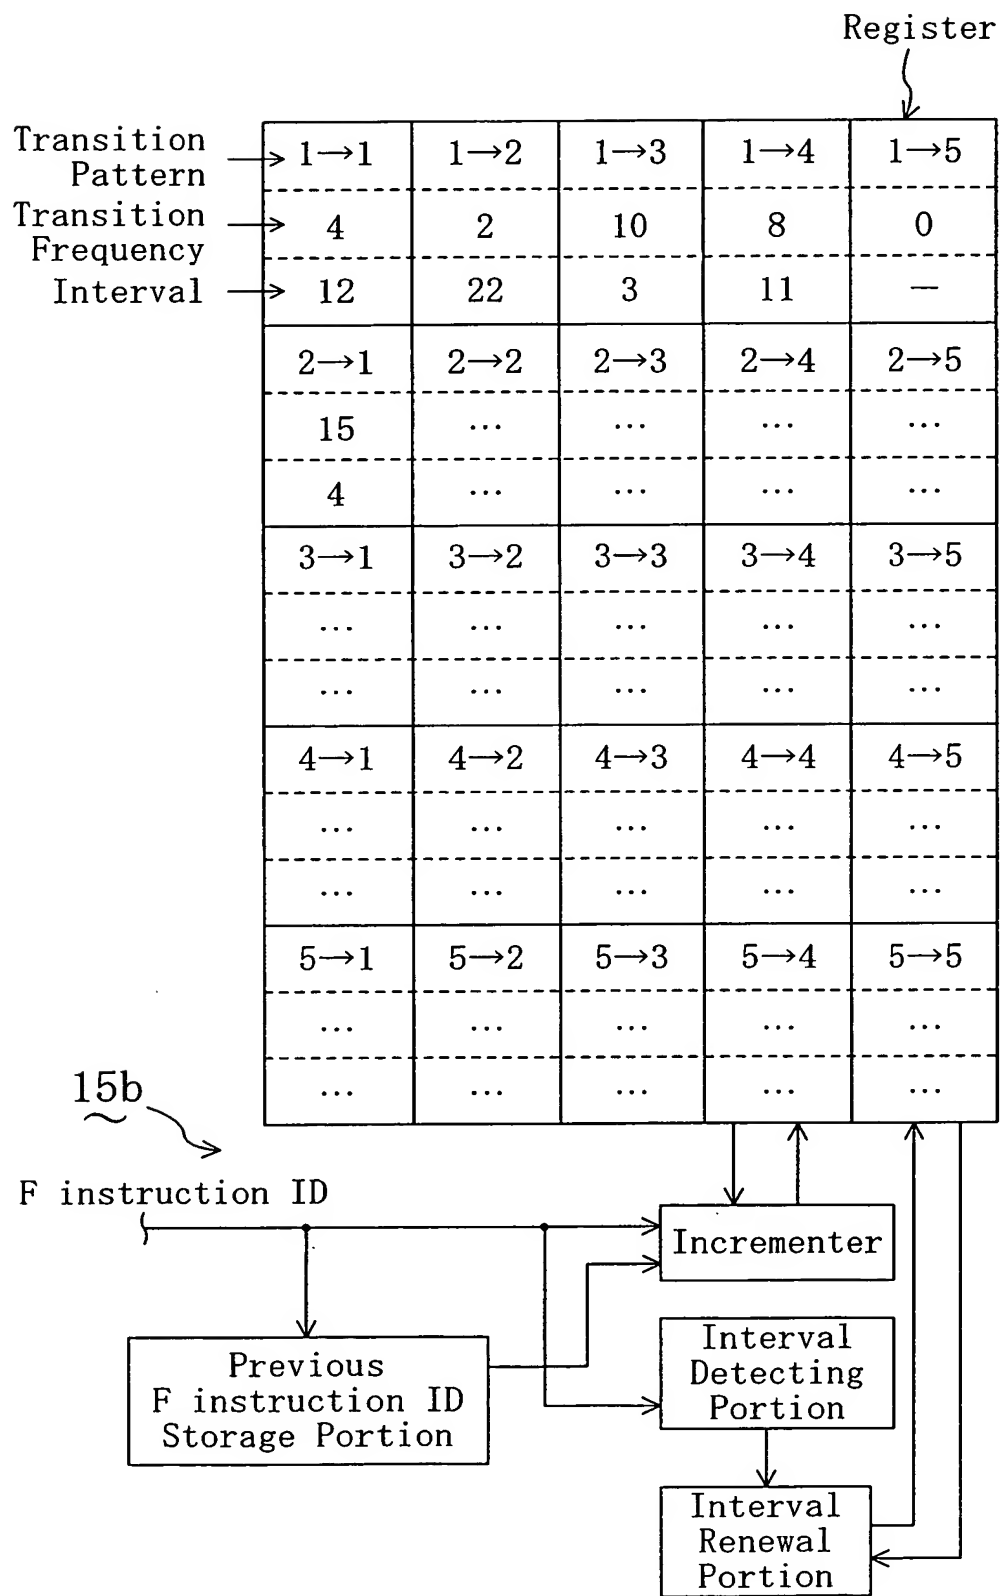 Register
Transition
Pattern
1→1 1→2 1→3 1→4 1→5
Transition
Frequency
4 2 10 8 0
Interval
12 22 3 11 —
2→1 2→2 2→3 2→4 2→5
15 ... ... ... ...
4 ... ... ... ...
3→1 3→2 3→3 3→4 3→5
... ... ... ... ...
... ... ... ... ...
4→1 4→2 4→3 4→4 4→5
... ... ... ... ...
... ... ... ... ...
5→1 5→2 5→3 5→4 5→5
... ... ... ... ...
... ... ... ... ...
15b
F instruction ID
Incrementer
Previous
F instruction ID
Storage Portion
Interval
Detecting
Portion
Interval
Renewal
Portion